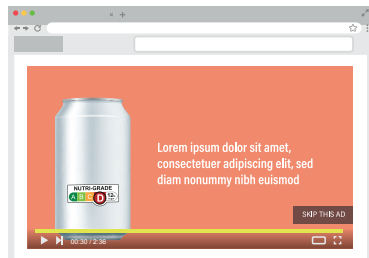 Lorem ipsum dolor sit amet,
consectetuer adipiscing elit, sed
diam nonummy nibh euismod
NUTRI-GRADE
A B C D
SKIP THIS AD
00:30 / 2:36